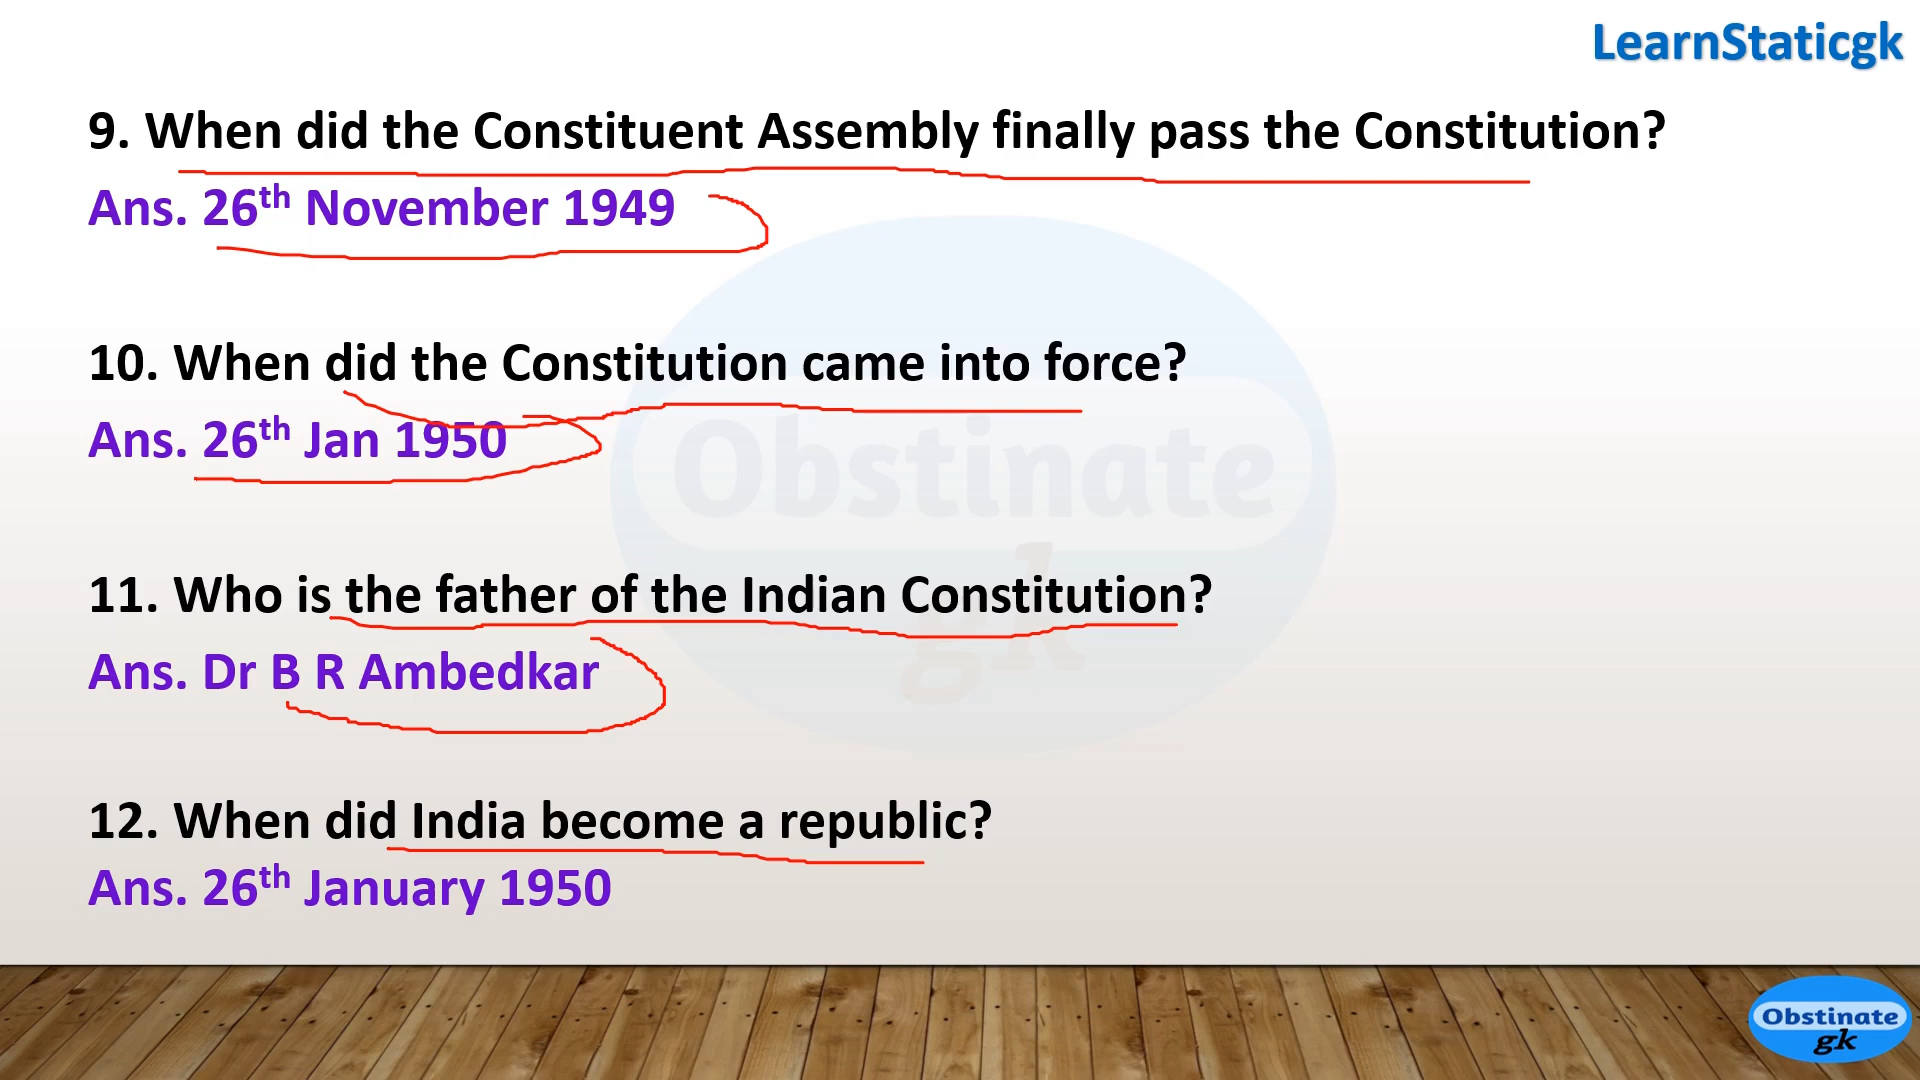 LearnStaticgk
9. When did the Constituent Assembly finally pass the Constitution?
Ans. 26th November 1949
10. When did the Constitution came into force?
Ans. 26th Jan 1950
11. Who is the father of the Indian Constitution?
Ans. Dr B R Ambedkar
12. When did India become a republic?
Ans. 26th January 1950
Obstinate
gk
Obstinate
gk